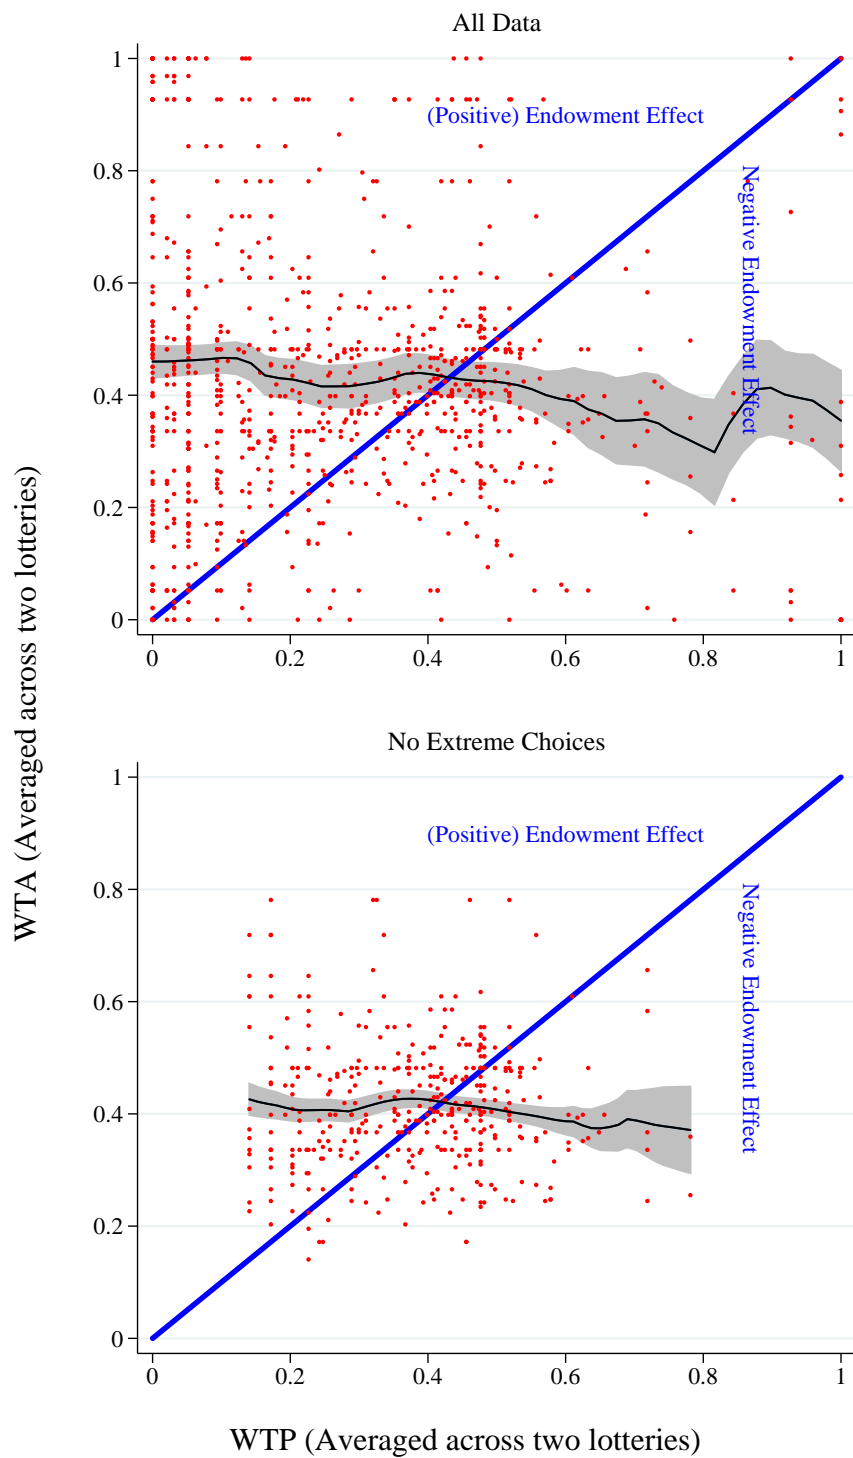 All Data
1
0.8
0.6
0.4
0.2
0
(Positive) Endowment Effect
Negative Endowment Effect
0 0.2 0.4 0.6 0.8 1
WTA (Averaged across two lotteries)
No Extreme Choices
1
0.8
0.6
0.4
0.2
0
(Positive) Endowment Effect
Negative Endowment Effect
0 0.2 0.4 0.6 0.8 1
WTP (Averaged across two lotteries)